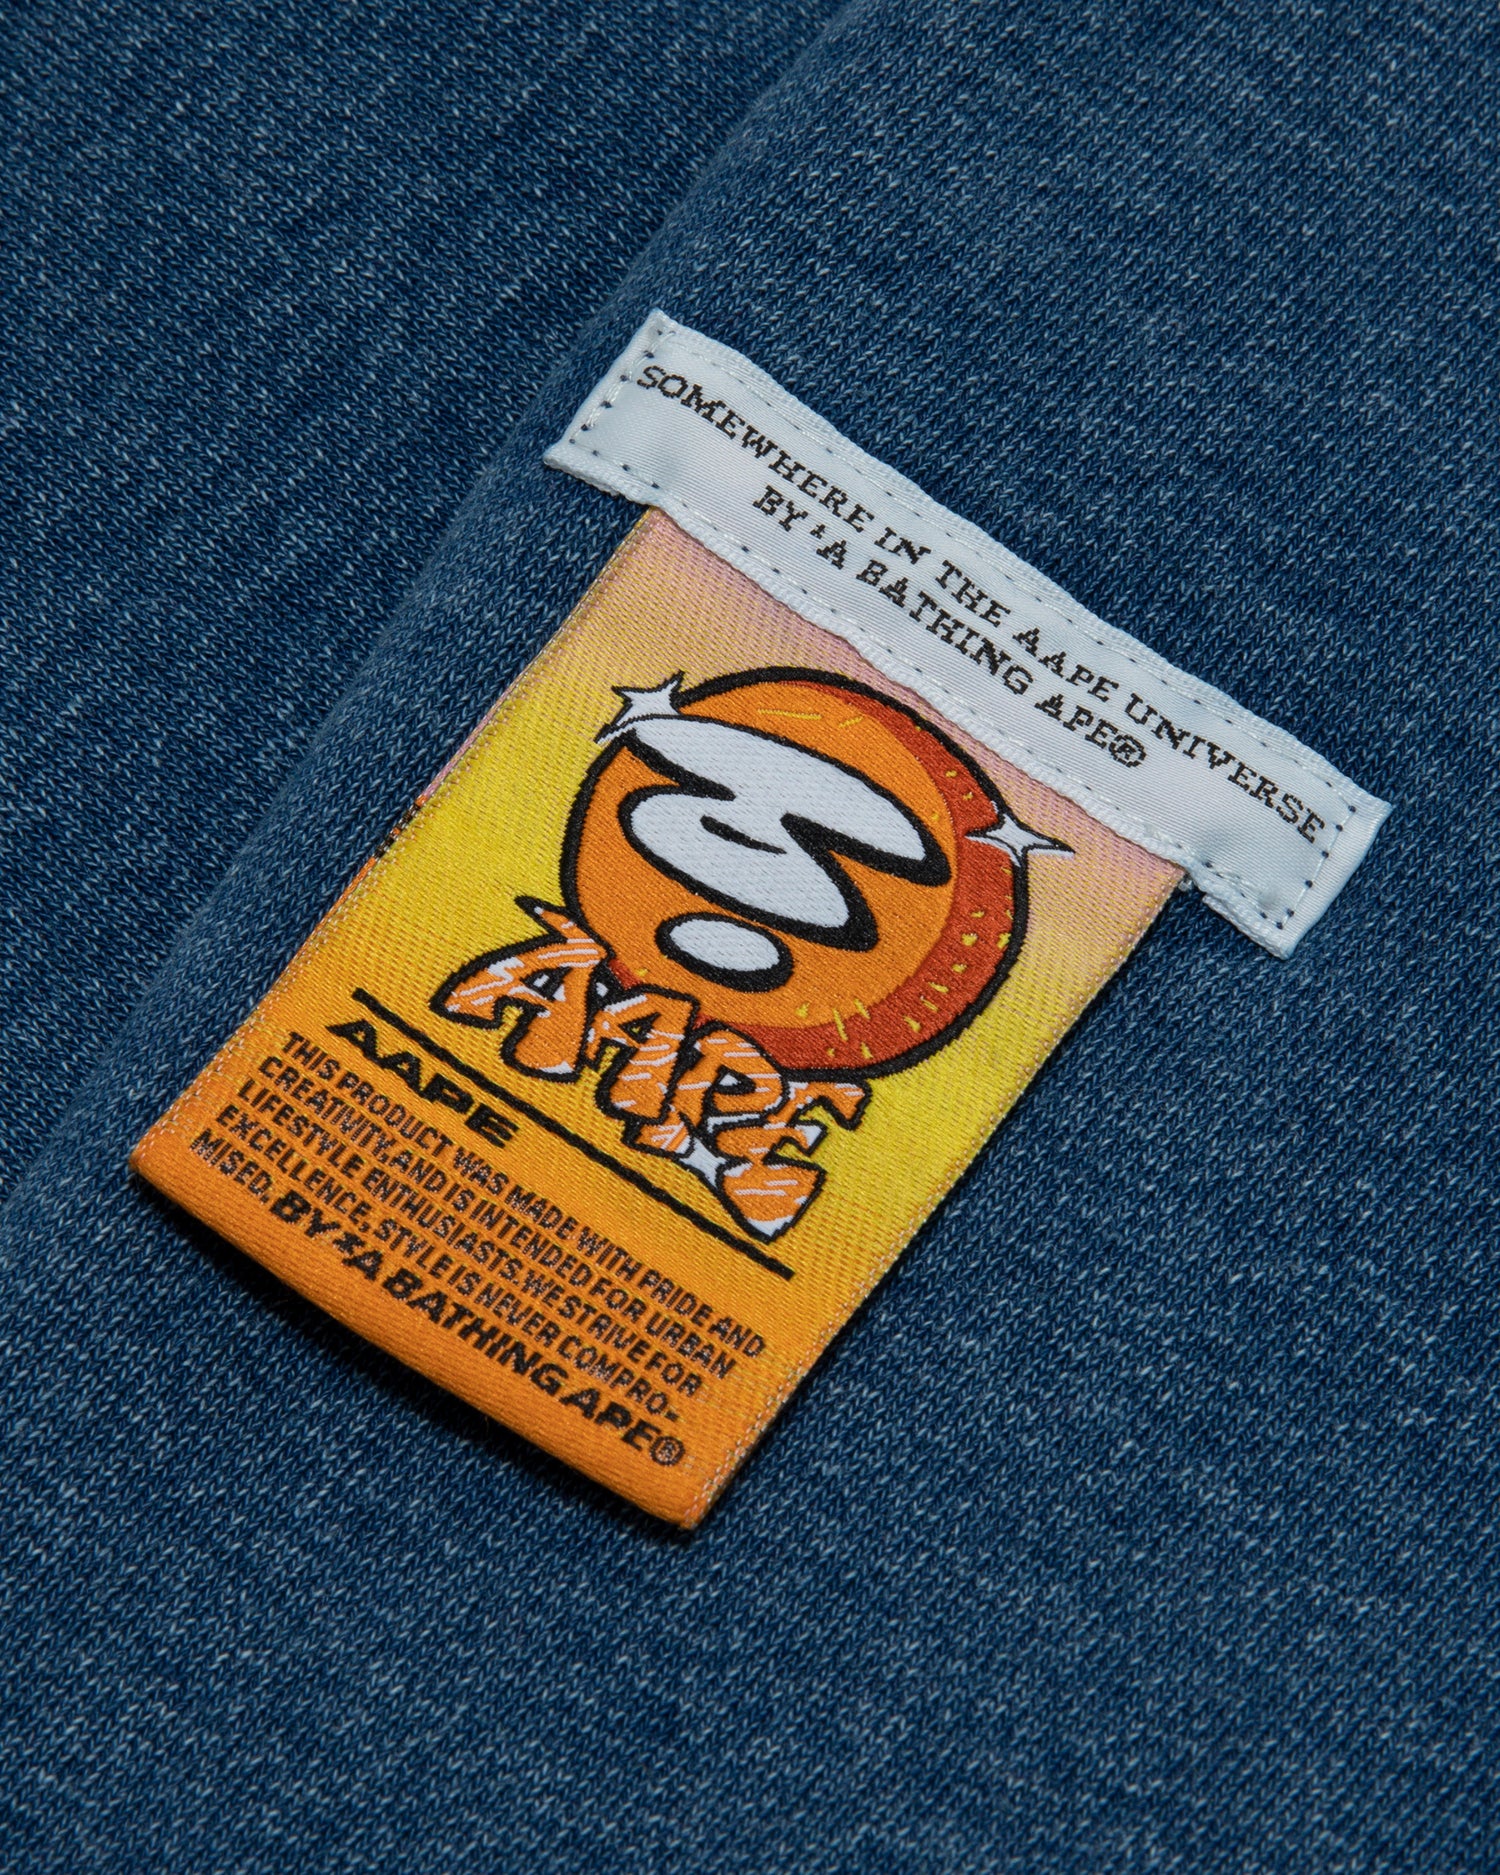 SOMEWHERE IN THE AAPE UNIVERSE
BY *A BATHING APE®
AAPE
AAPE
THIS PRODUCT WAS MADE WITH PRIDE AND
CREATIVITY, AND IS INTENDED FOR URBAN
LIFESTYLE ENTHUSIASTS. WE STRIVE FOR
EXCELLENCE, STYLE IS NEVER COMPRO-
MISED. BY *A BATHING APE®